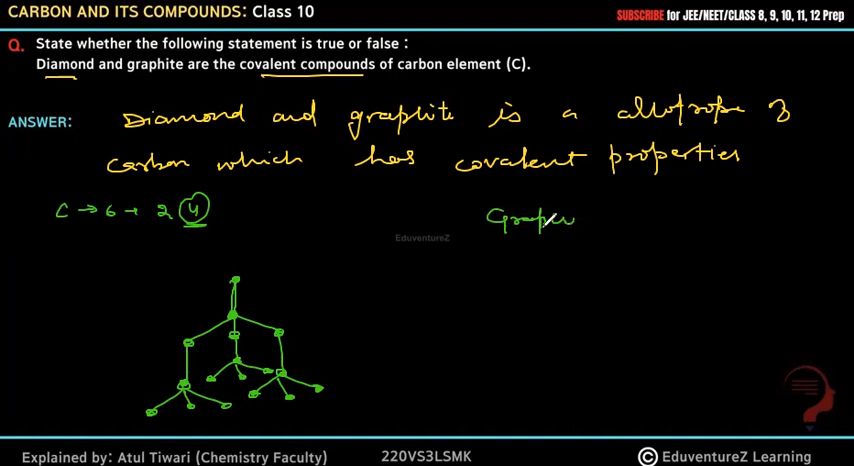 CARBON AND ITS COMPOUNDS: Class 10
SUBSCRIBE for JEE/NEET/CLASS 8, 9, 10, 11, 12 Prep
Q. State whether the following statement is true or false :
Diamond and graphite are the covalent compounds of carbon element (C).
ANSWER: Diamond and graphite is a allotrope of
carbon which has covalent properties
C → 6 → 2 4
EduventureZ
Explained by: Atul Tiwari (Chemistry Faculty) 220VS3LSMK © EduventureZ Learning